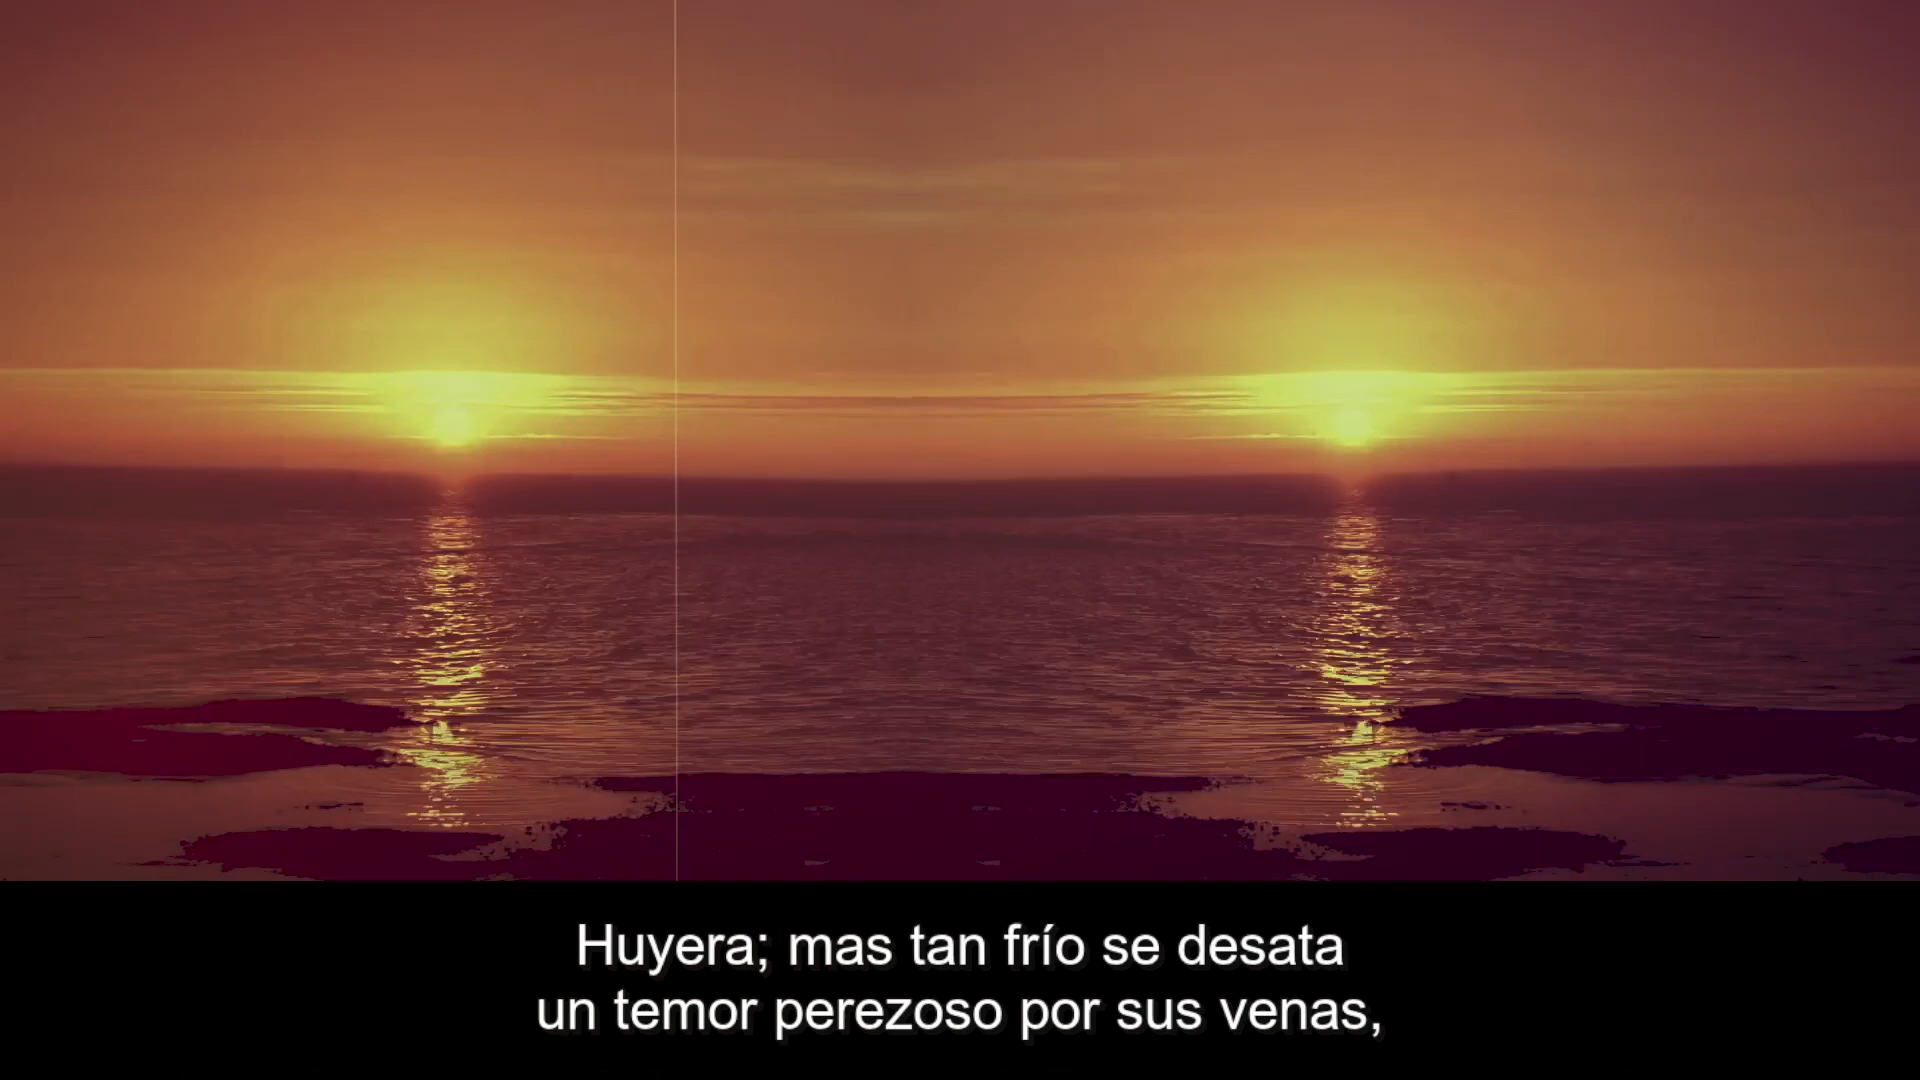 Huyera; mas tan frío se desata
un temor perezoso por sus venas,